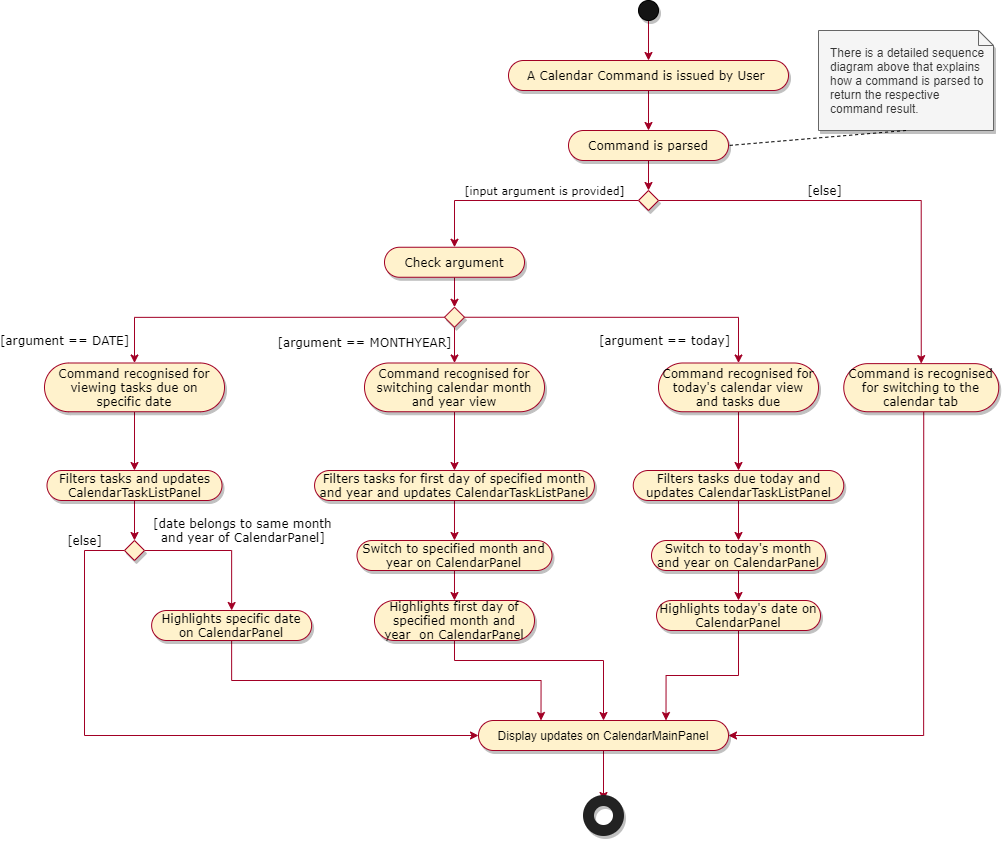 There is a detailed sequence
diagram above that explains
how a command is parsed to
return the respective
command result.
A Calendar Command is issued by User
Command is parsed
[input argument is provided]
[else]
Check argument
[argument == DATE]
[argument == MONTHYEAR]
[argument == today]
Command recognised for
viewing tasks due on
specific date
Command recognised for
switching calendar month
and year view
Command recognised for
today's calendar view
and tasks due
Command is recognised
for switching to the
calendar tab
Filters tasks and updates
CalendarTaskListPanel
Filters tasks for first day of specified month
and year and updates CalendarTaskListPanel
Filters tasks due today and
updates CalendarTaskListPanel
[else]
[date belongs to same month
and year of CalendarPanel]
Switch to specified month and
year on CalendarPanel
Switch to today's month
and year on CalendarPanel
Highlights specific date
on CalendarPanel
Highlights first day of
specified month and
year  on CalendarPanel
Highlights today's date on
CalendarPanel
Display updates on CalendarMainPanel